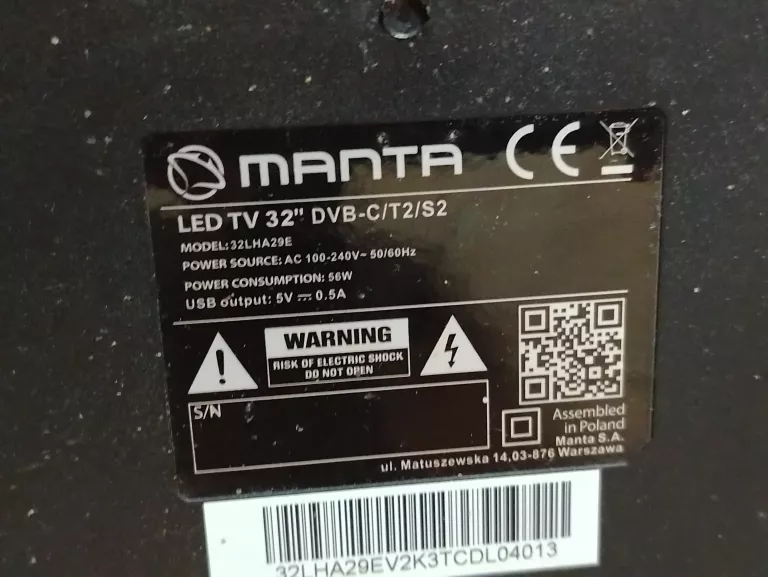 MANTA CE
LED TV 32" DVB-C/T2/S2
MODEL:32LHA29E
POWER SOURCE: AC 100-240V~ 50/60Hz
POWER CONSUMPTION: 56W
USB output: 5V ⎓ 0.5A
WARNING
RISK OF ELECTRIC SHOCK
DO NOT OPEN
S/N
Assembled
in Poland
Manta S.A.
ul. Matuszewska 14,03-876 Warszawa
32LHA29EV2K3TCDL04013